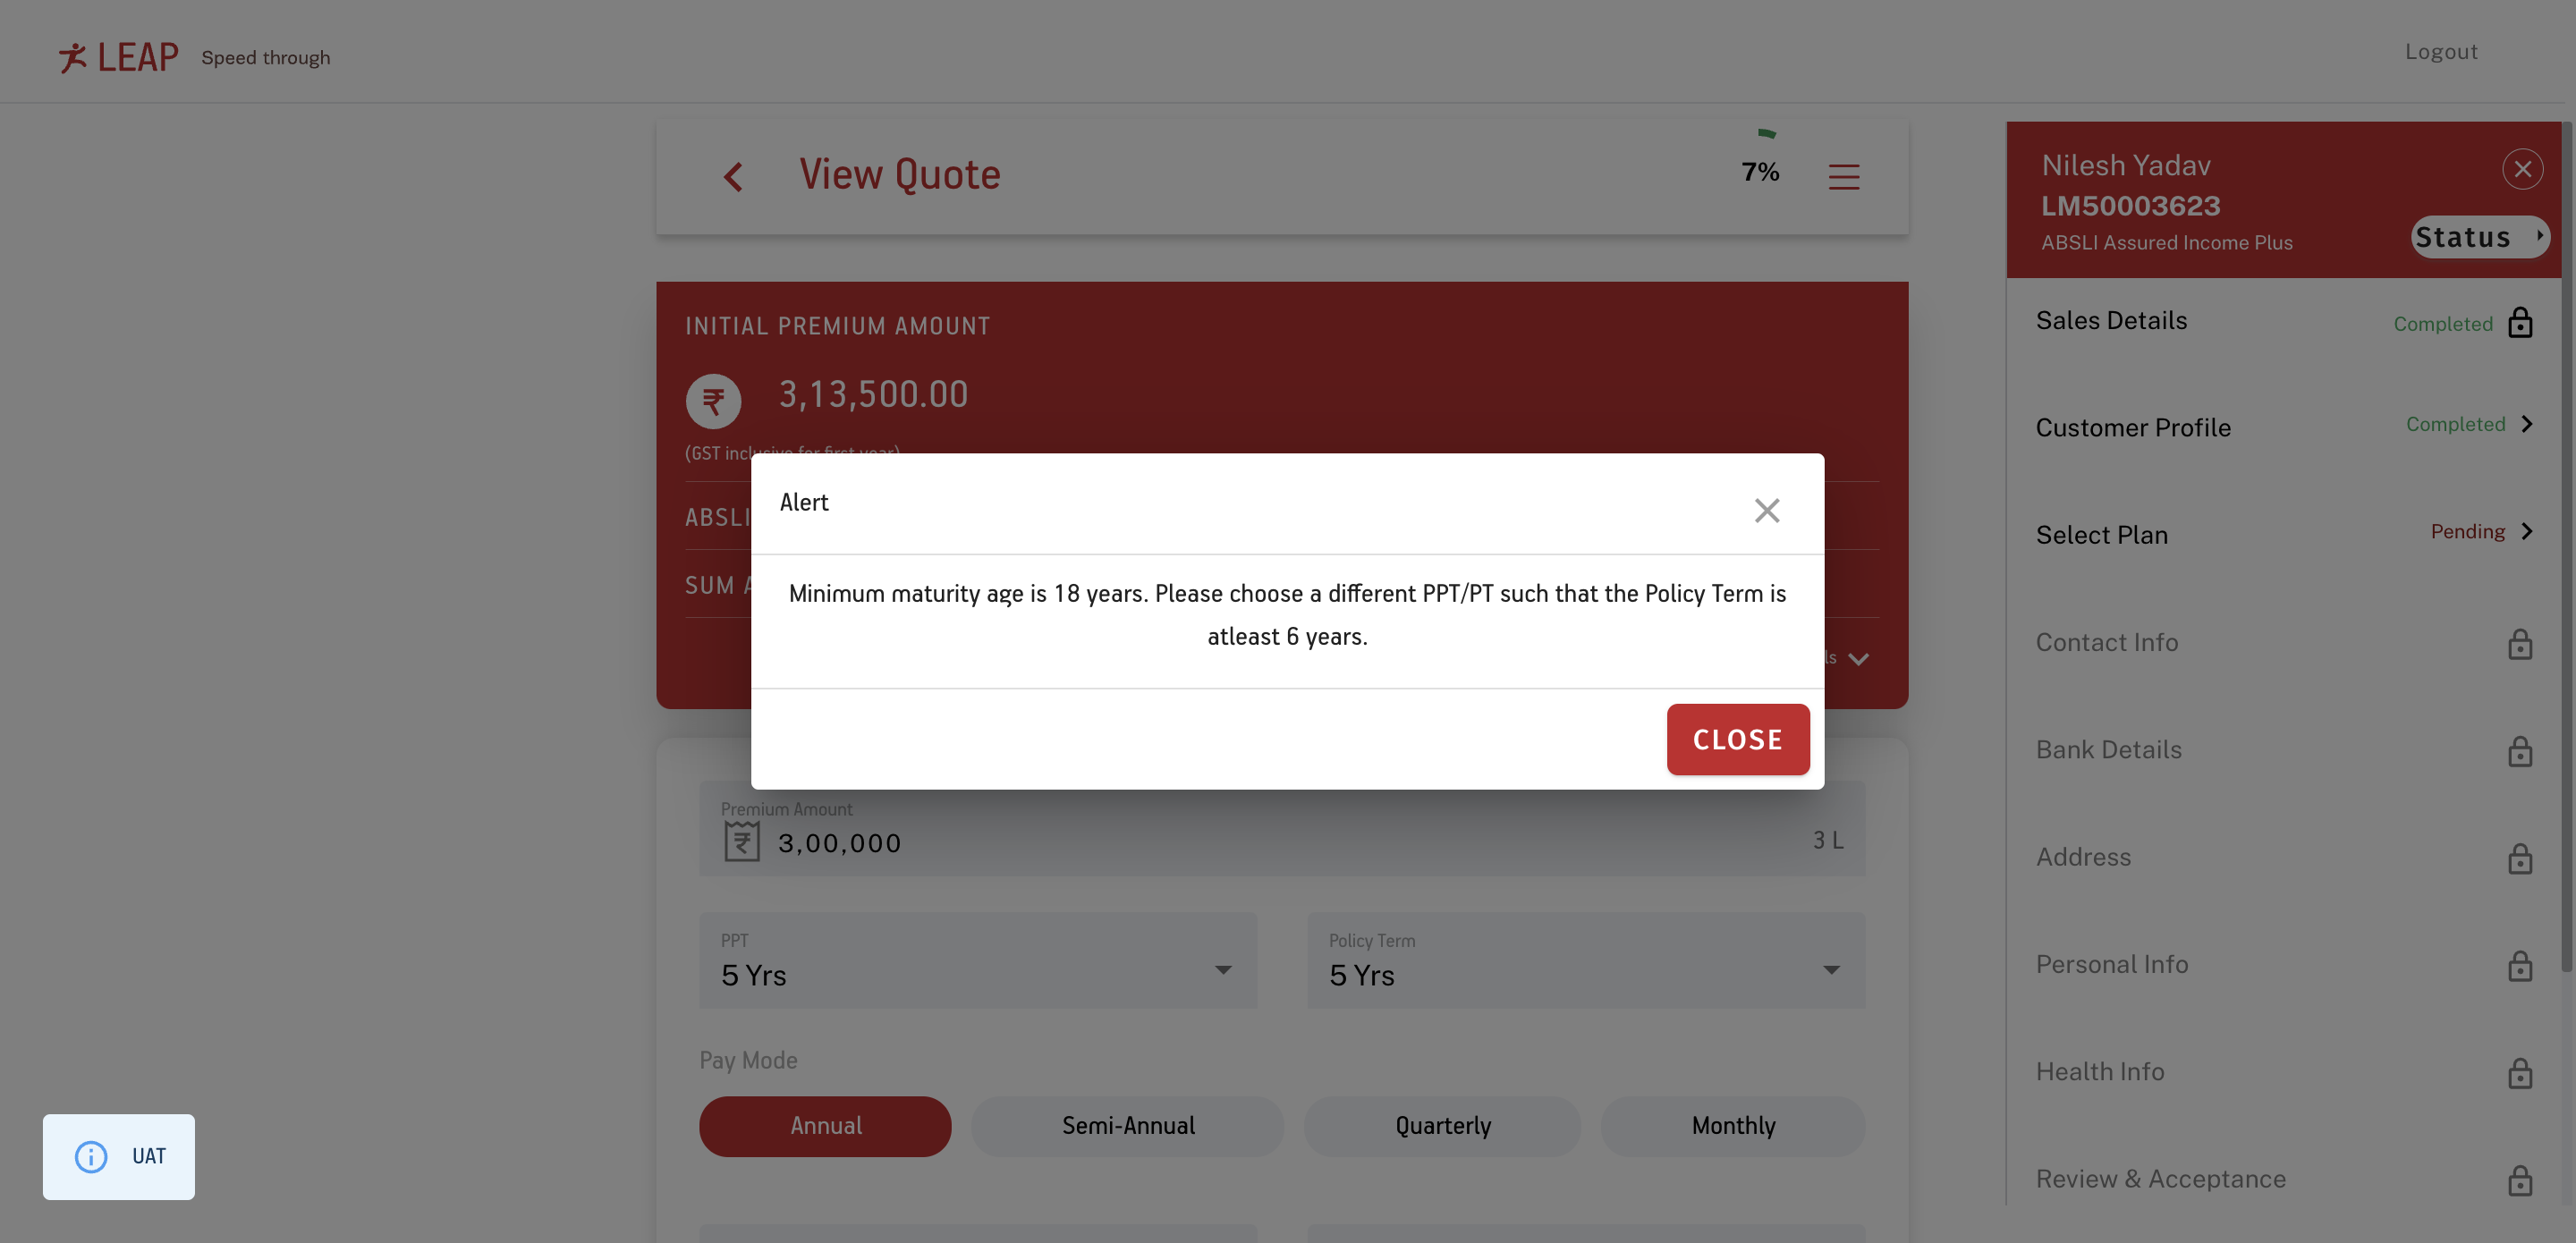 LEAP Speed through
Logout
View Quote
7%
INITIAL PREMIUM AMOUNT
₹ 3,13,500.00
(GST inclusive for first year)
ABSLI
SUM A
ls
Alert
Minimum maturity age is 18 years. Please choose a different PPT/PT such that the Policy Term is
atleast 6 years.
CLOSE
Premium Amount
₹ 3,00,000 3 L
PPT
5 Yrs
Policy Term
5 Yrs
Pay Mode
Annual Semi-Annual Quarterly Monthly
UAT
Nilesh Yadav
LM50003623
ABSLI Assured Income Plus
Status
Sales Details Completed
Customer Profile Completed
Select Plan Pending
Contact Info
Bank Details
Address
Personal Info
Health Info
Review & Acceptance